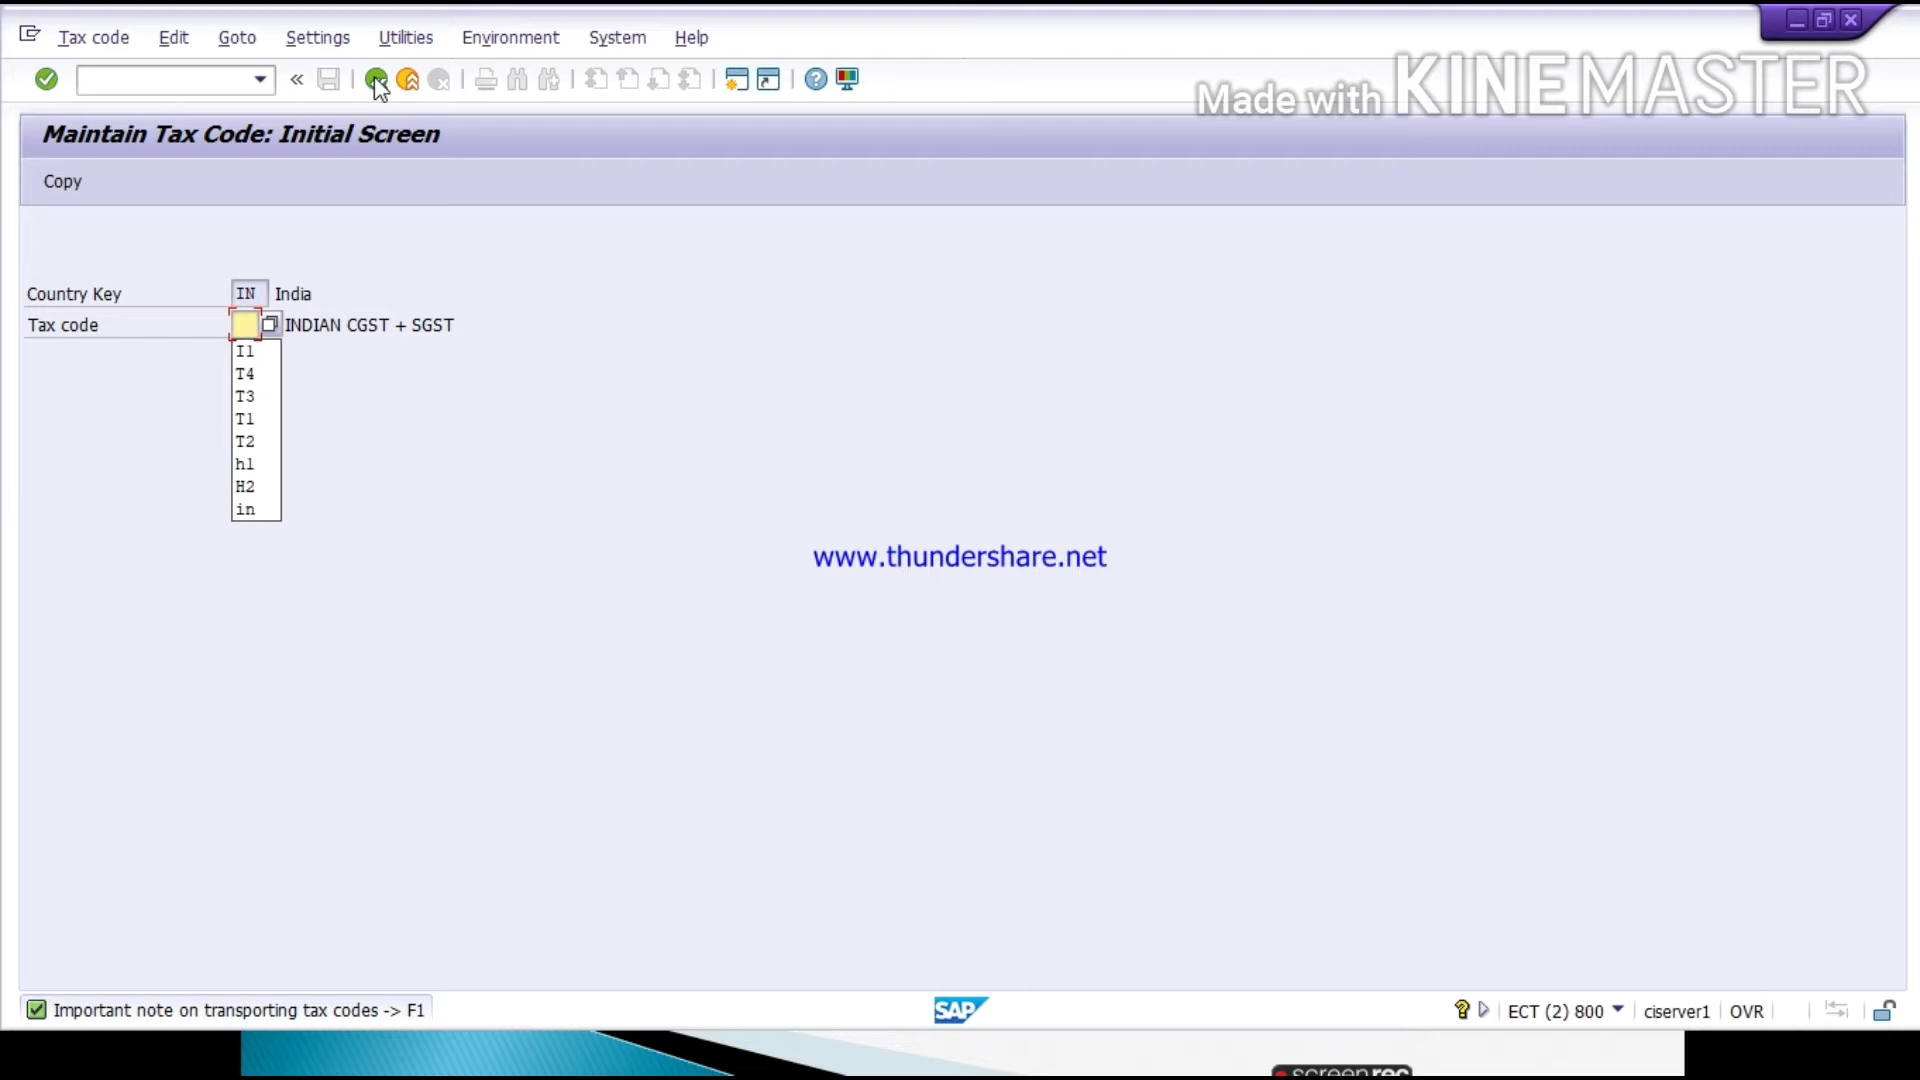 Tax code Edit Goto Settings Utilities Environment System Help
Made with KINEMASTER
Maintain Tax Code: Initial Screen
Copy
Country Key IN India
Tax code INDIAN CGST + SGST
I1
T4
T3
T1
T2
h1
H2
in
www.thundershare.net
Important note on transporting tax codes -> F1
SAP
ECT (2) 800 ciserver1 OVR
screenrec